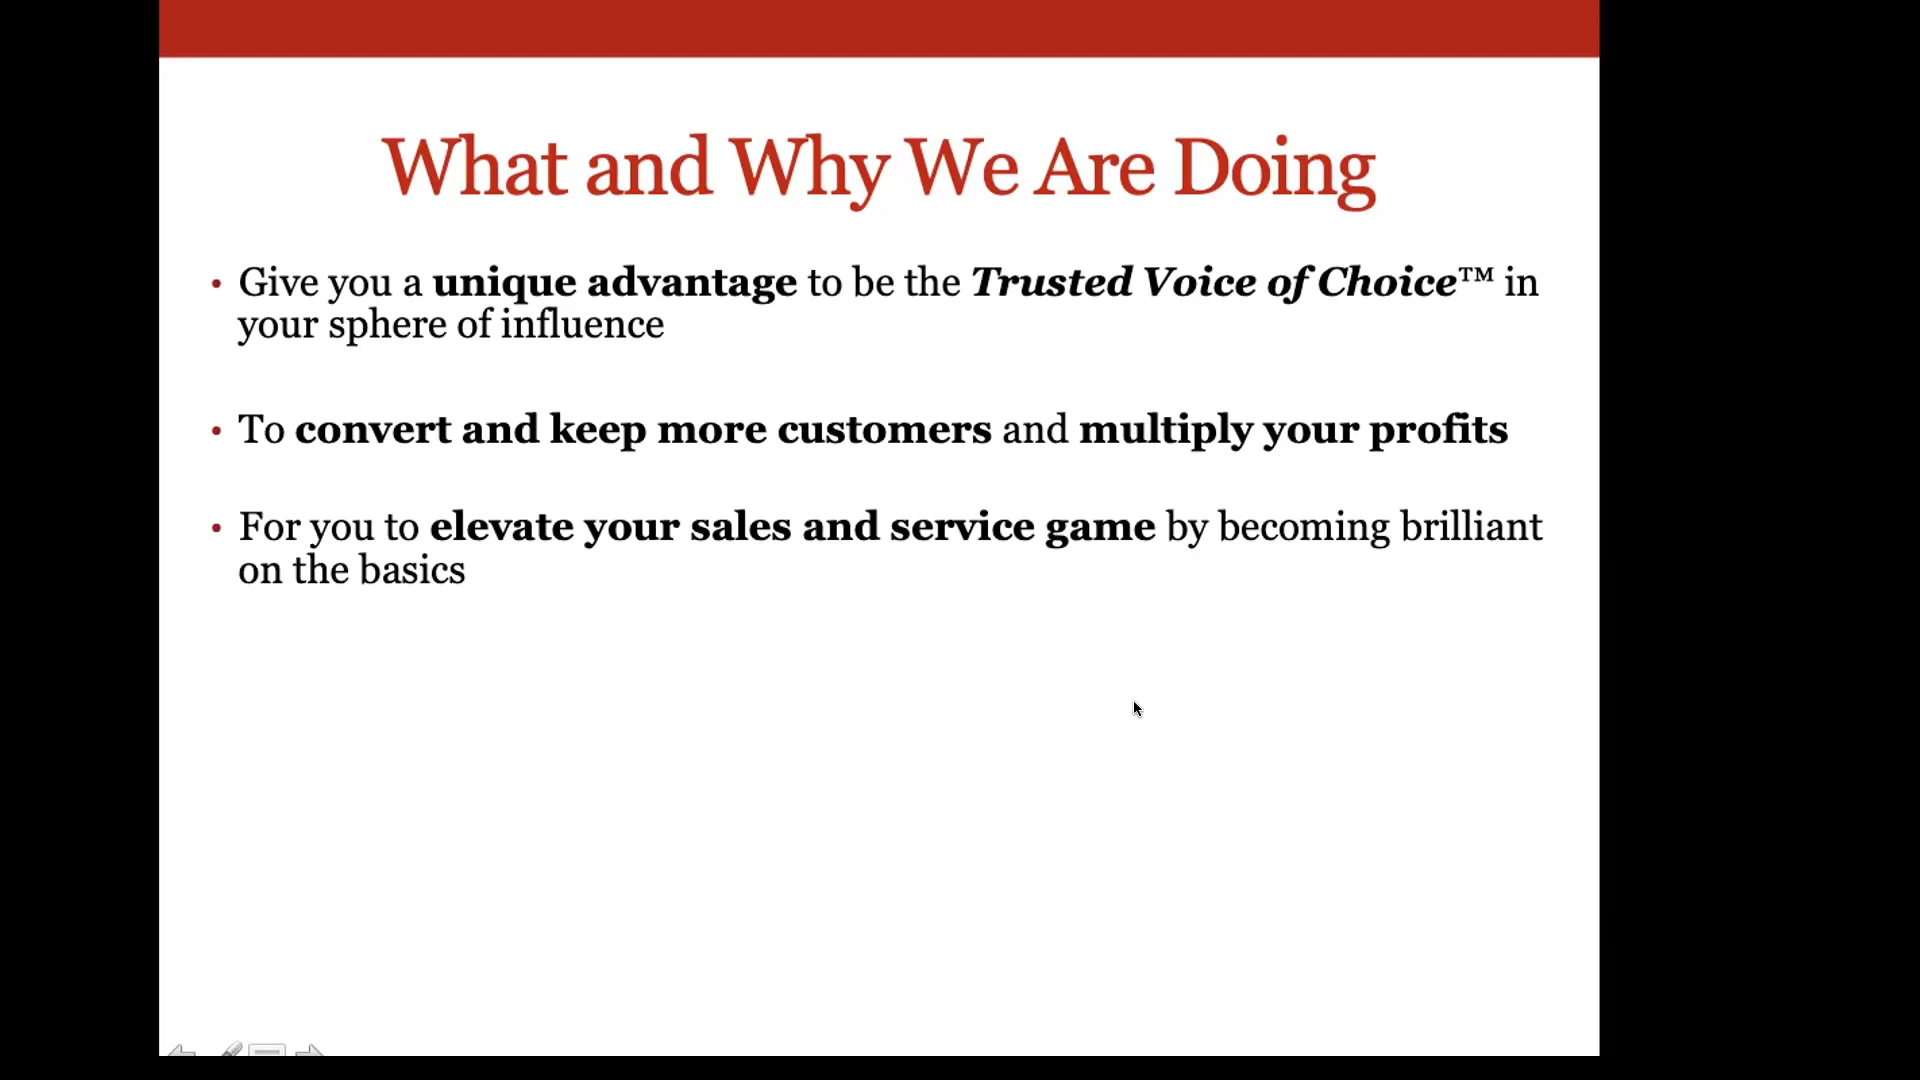 What and Why We Are Doing
• Give you a unique advantage to be the Trusted Voice of Choice™ in
your sphere of influence
• To convert and keep more customers and multiply your profits
• For you to elevate your sales and service game by becoming brilliant
on the basics